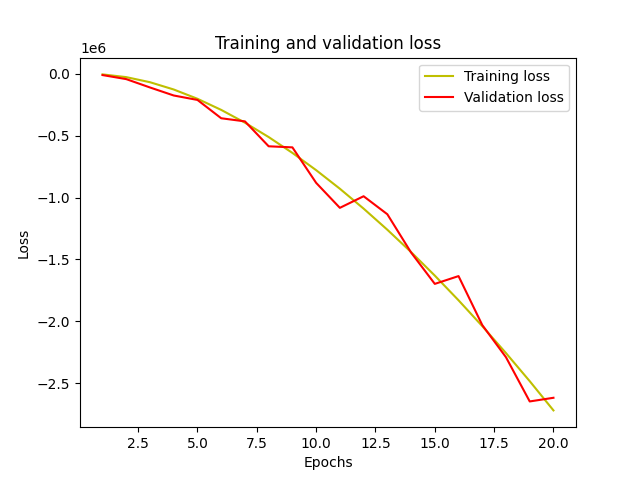 Training and validation loss
1e6
Training loss
Validation loss
0.0
−0.5
−1.0
−1.5
−2.0
−2.5
Loss
2.5 5.0 7.5 10.0 12.5 15.0 17.5 20.0
Epochs